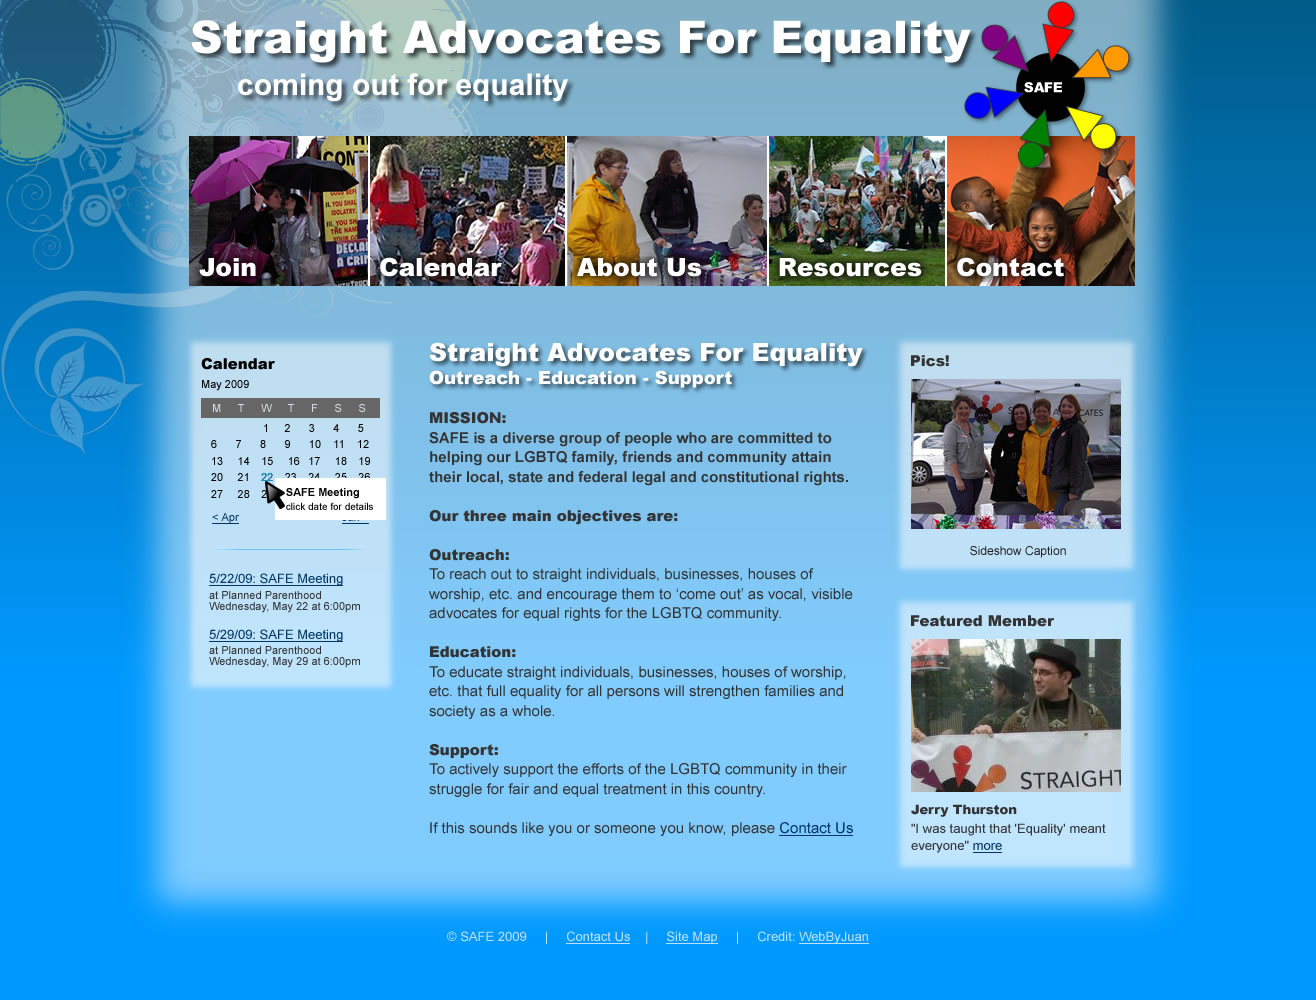 Straight Advocates For Equality
coming out for equality
SAFE
Join
Calendar
About Us
Resources
Contact
Calendar
May 2009
M T W T F S S
1 2 3 4 5
6 7 8 9 10 11 12
13 14 15 16 17 18 19
20 21 22 23 24 25 26
27 28
SAFE Meeting
click date for details
< Apr
5/22/09: SAFE Meeting
at Planned Parenthood
Wednesday, May 22 at 6:00pm
5/29/09: SAFE Meeting
at Planned Parenthood
Wednesday, May 29 at 6:00pm
Straight Advocates For Equality
Outreach - Education - Support
MISSION:
SAFE is a diverse group of people who are committed to
helping our LGBTQ family, friends and community attain
their local, state and federal legal and constitutional rights.
Our three main objectives are:
Outreach:
To reach out to straight individuals, businesses, houses of
worship, etc. and encourage them to ‘come out’ as vocal, visible
advocates for equal rights for the LGBTQ community.
Education:
To educate straight individuals, businesses, houses of worship,
etc. that full equality for all persons will strengthen families and
society as a whole.
Support:
To actively support the efforts of the LGBTQ community in their
struggle for fair and equal treatment in this country.
If this sounds like you or someone you know, please Contact Us
Pics!
Sideshow Caption
Featured Member
STRAIGHT
Jerry Thurston
"I was taught that 'Equality' meant
everyone" more
© SAFE 2009 | Contact Us | Site Map | Credit: WebByJuan